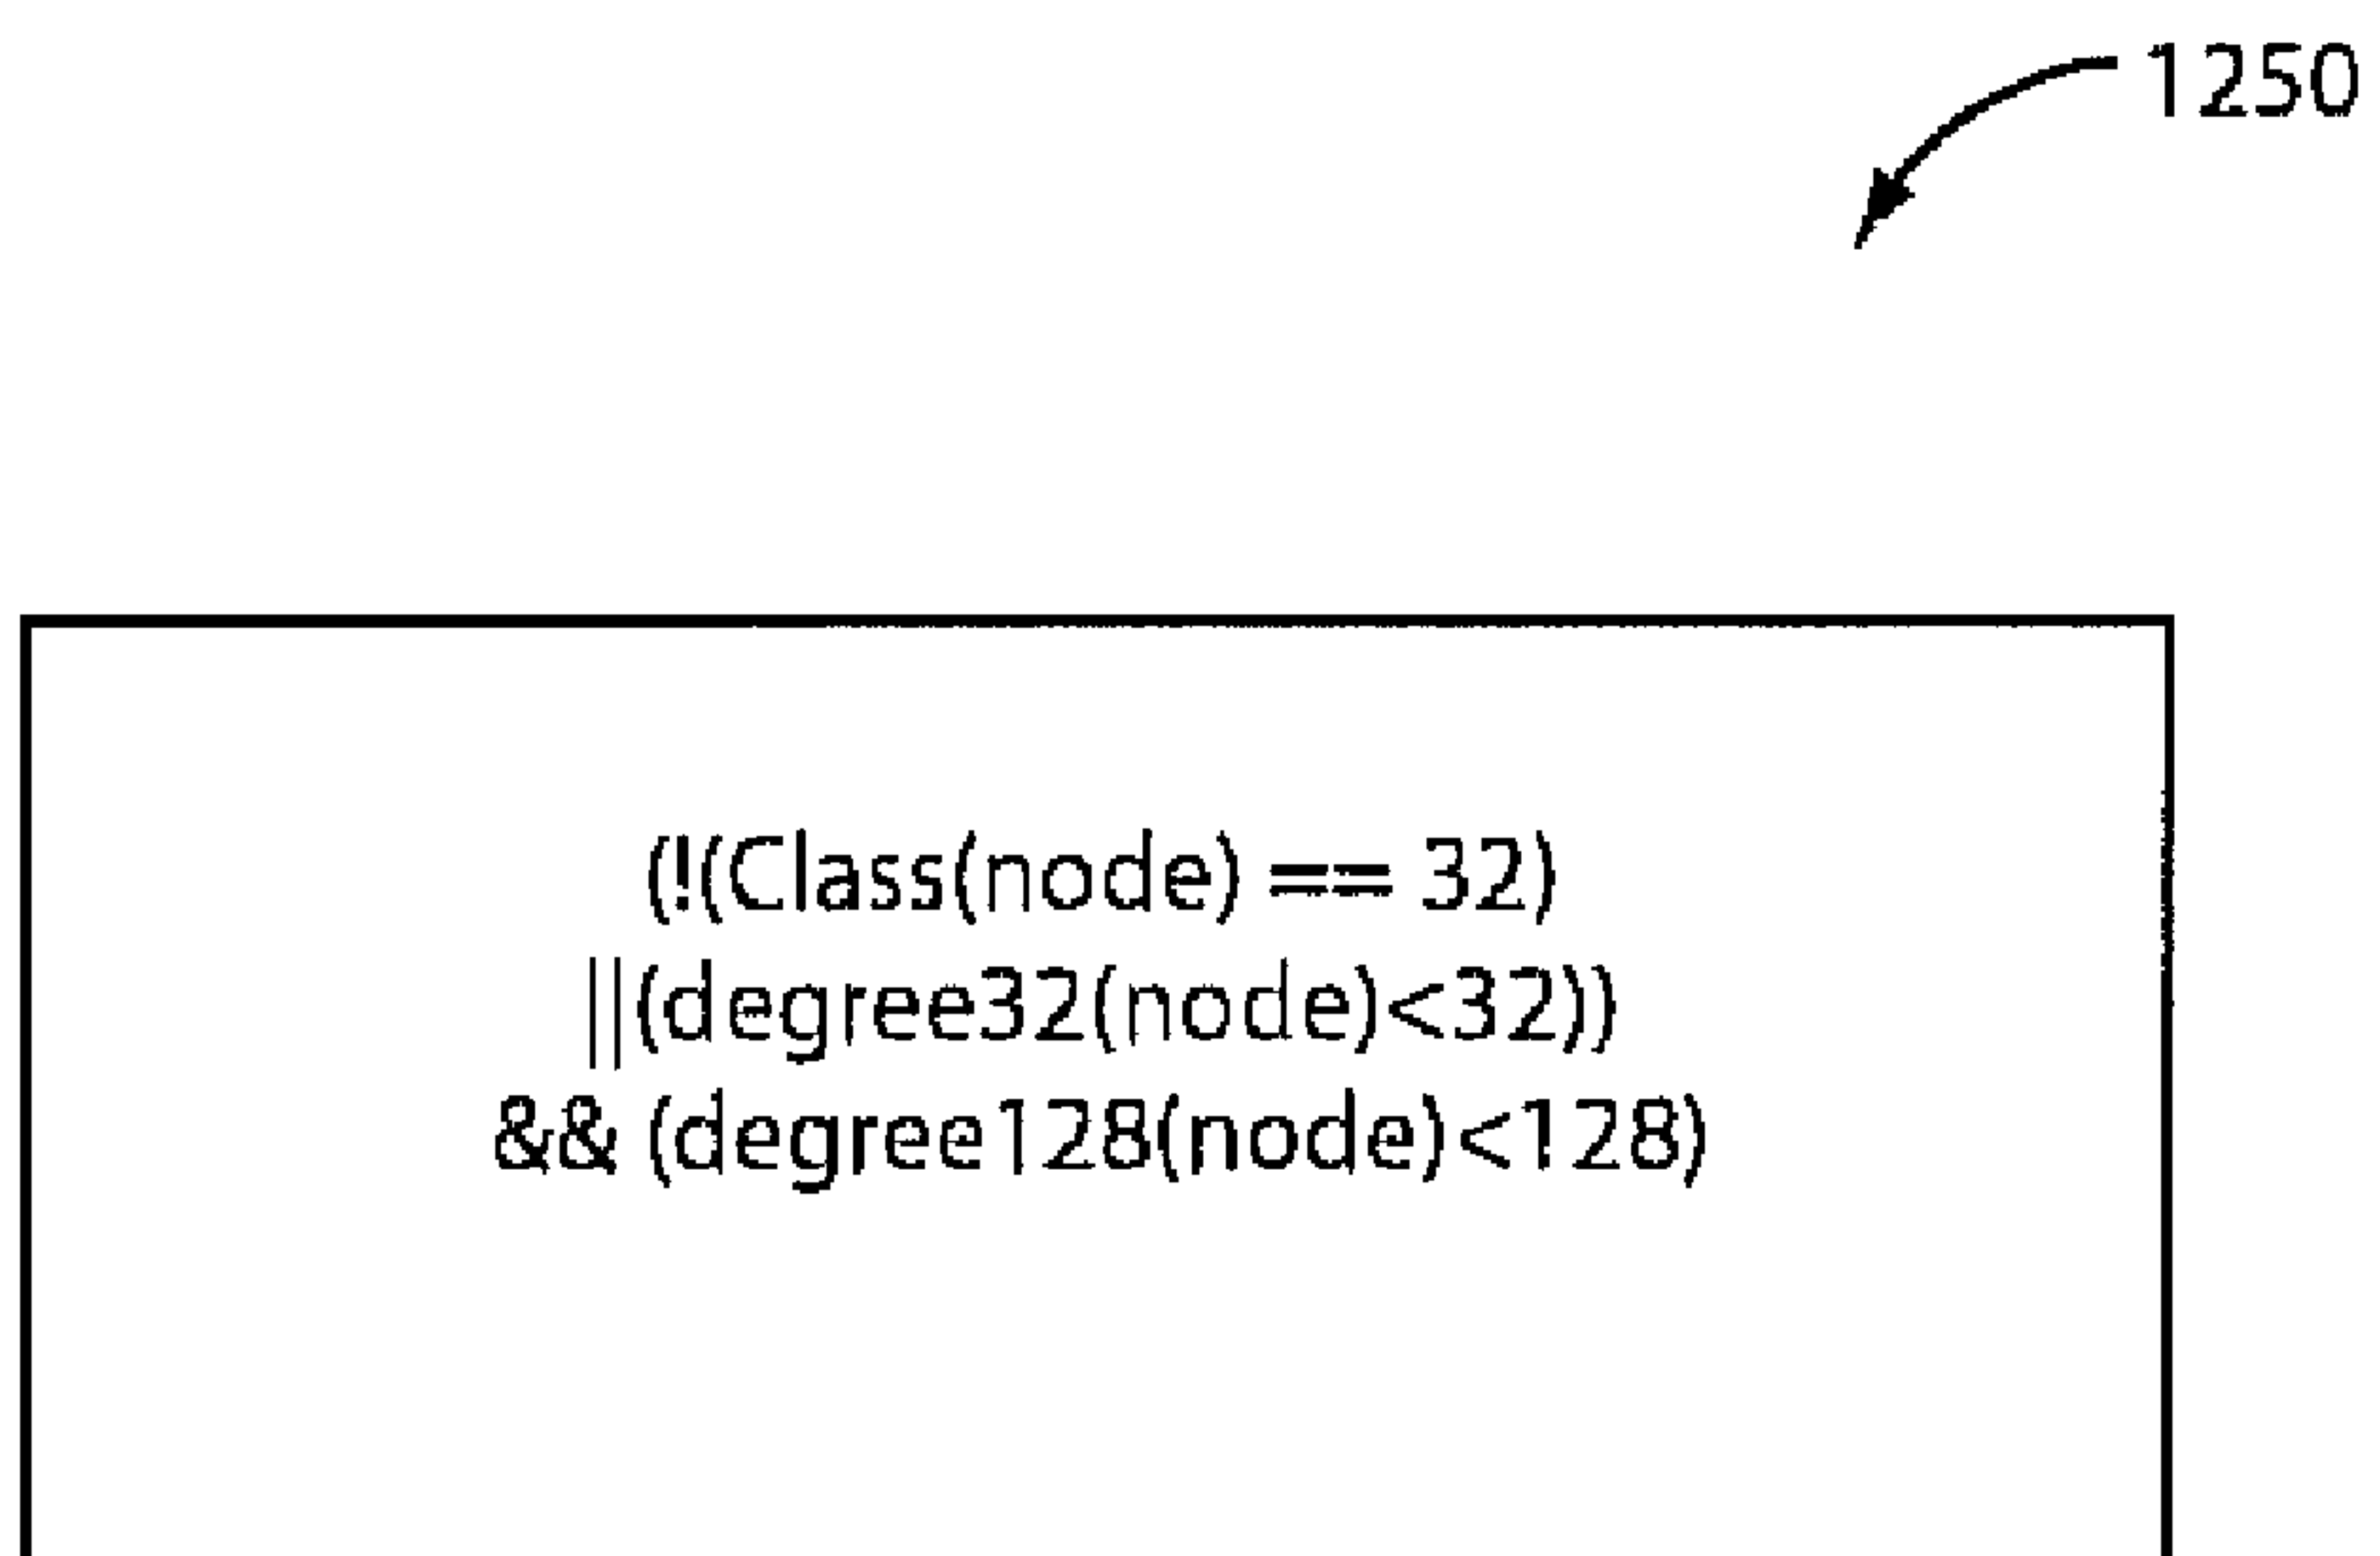 1250
(!(Class(node) == 32)
||(degree32(node)<32))
&& (degree128(node)<128)